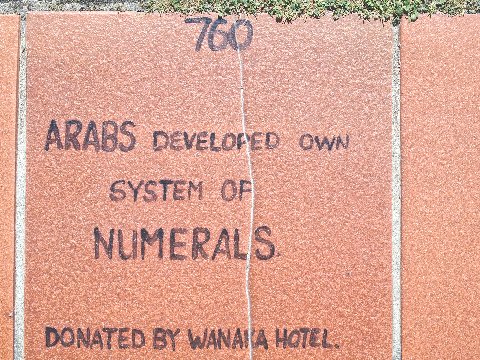 760
ARABS DEVELOPED OWN
SYSTEM OF
NUMERALS.
DONATED BY WANAKA HOTEL.